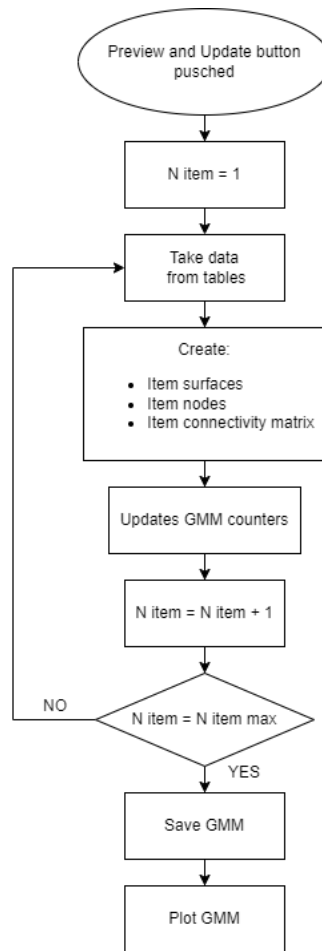 Preview and Update button
pusched
N item = 1
Take data
from tables
Create:
• Item surfaces
• Item nodes
• Item connectivity matrix
Updates GMM counters
N item = N item + 1
N item = N item max
NO
YES
Save GMM
Plot GMM